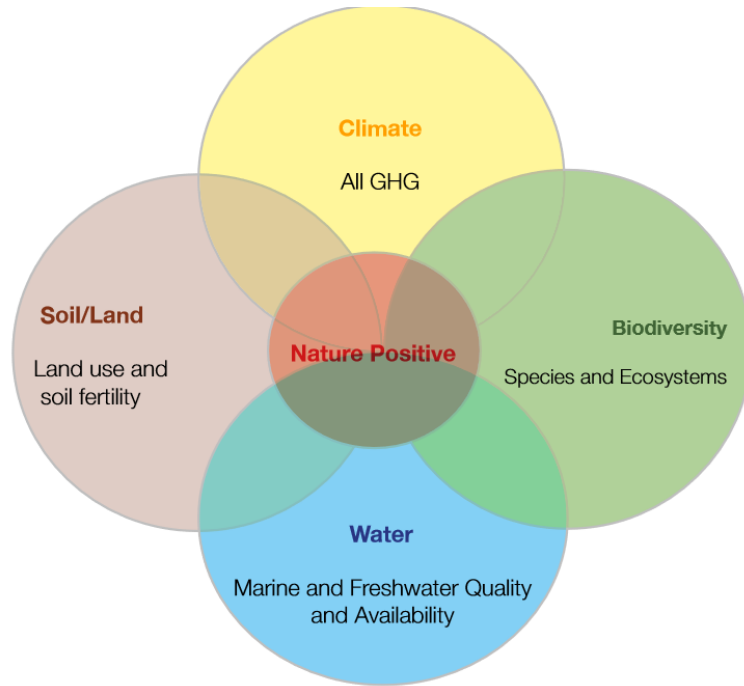 Climate
All GHG
Soil/Land
Land use and
soil fertility
Nature Positive
Biodiversity
Species and Ecosystems
Water
Marine and Freshwater Quality
and Availability